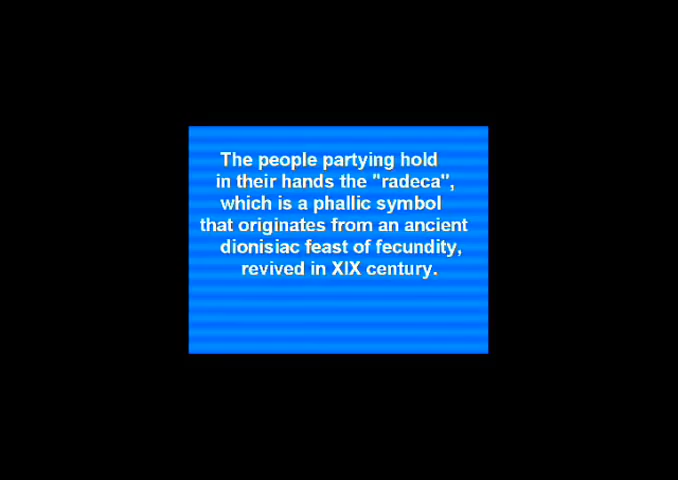 The people partying hold
in their hands the "radeca",
which is a phallic symbol
that originates from an ancient
dionisiac feast of fecundity,
revived in XIX century.